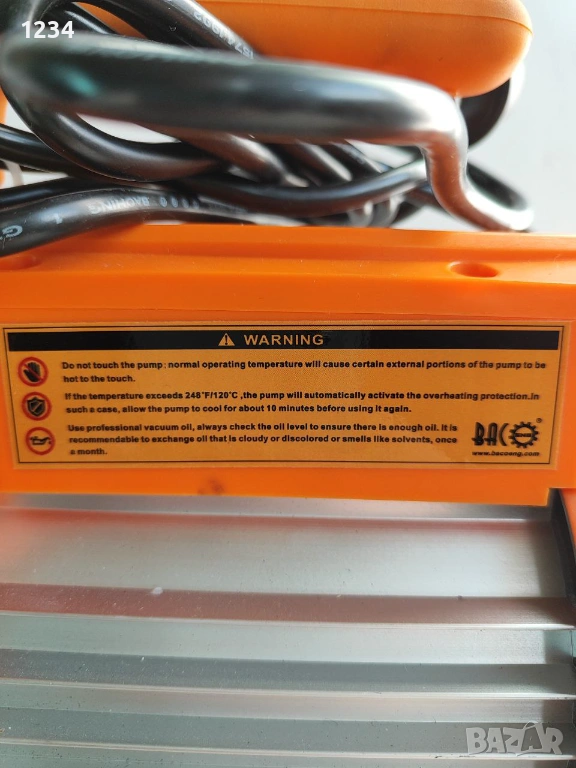 1234
WARNING
Do not touch the pump: normal operating temperature will cause certain external portions of the pump to be
hot to the touch.
If the temperature exceeds 248°F/120°C ,the pump will automatically activate the overheating protection.in
such a case, allow the pump to cool for about 10 minutes before using it again.
Use professional vacuum oil, always check the oil level to ensure there is enough oil. It is
recommendable to exchange oil that is cloudy or discolored or smells like solvents, once
a month.
BACO ®
www.bacoeng.com
BAZAR